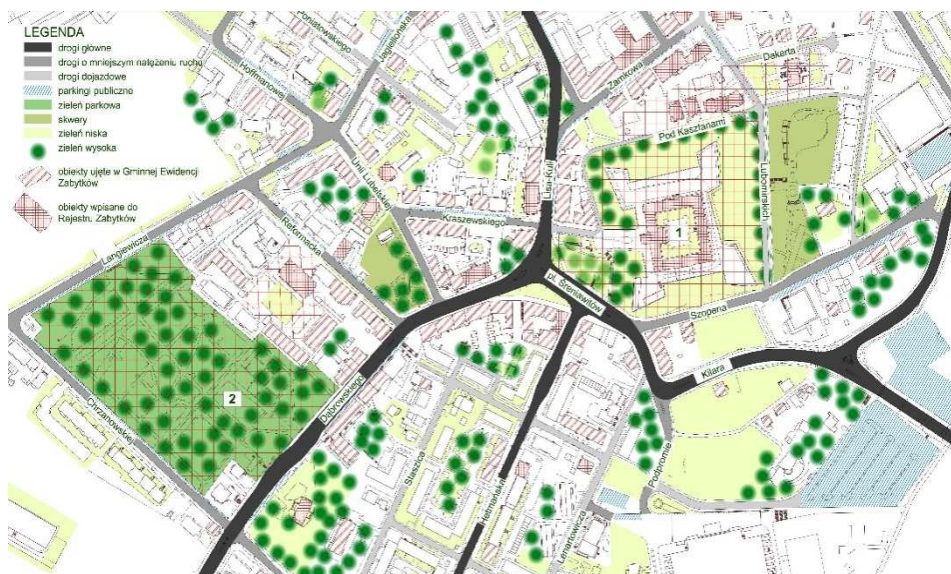 LEGENDA
drogi główne
drogi o mniejszym natężeniu ruchu
drogi dojazdowe
parkingi publiczne
zieleń parkowa
skwery
zieleń niska
zieleń wysoka
obiekty ujęte w Gminnej Ewidencji
Zabytków
obiekty wpisane do
Rejestru Zabytków
Poniatowskiego
Jagiellońska
Hoffmanowej
Zamkowa
Dekerta
Pod Kasztanami
Lisa-Kuli
Lubomirskich
Unii Lubelskiej
Kraszewskiego
Reformacka
Langiewicza
1
pl. Śreniawitów
Szopena
Kilara
2
Dąbrowskiego
Chrzanowskiej
Staszica
Hetmańska
Podpromie
Lenartowicza